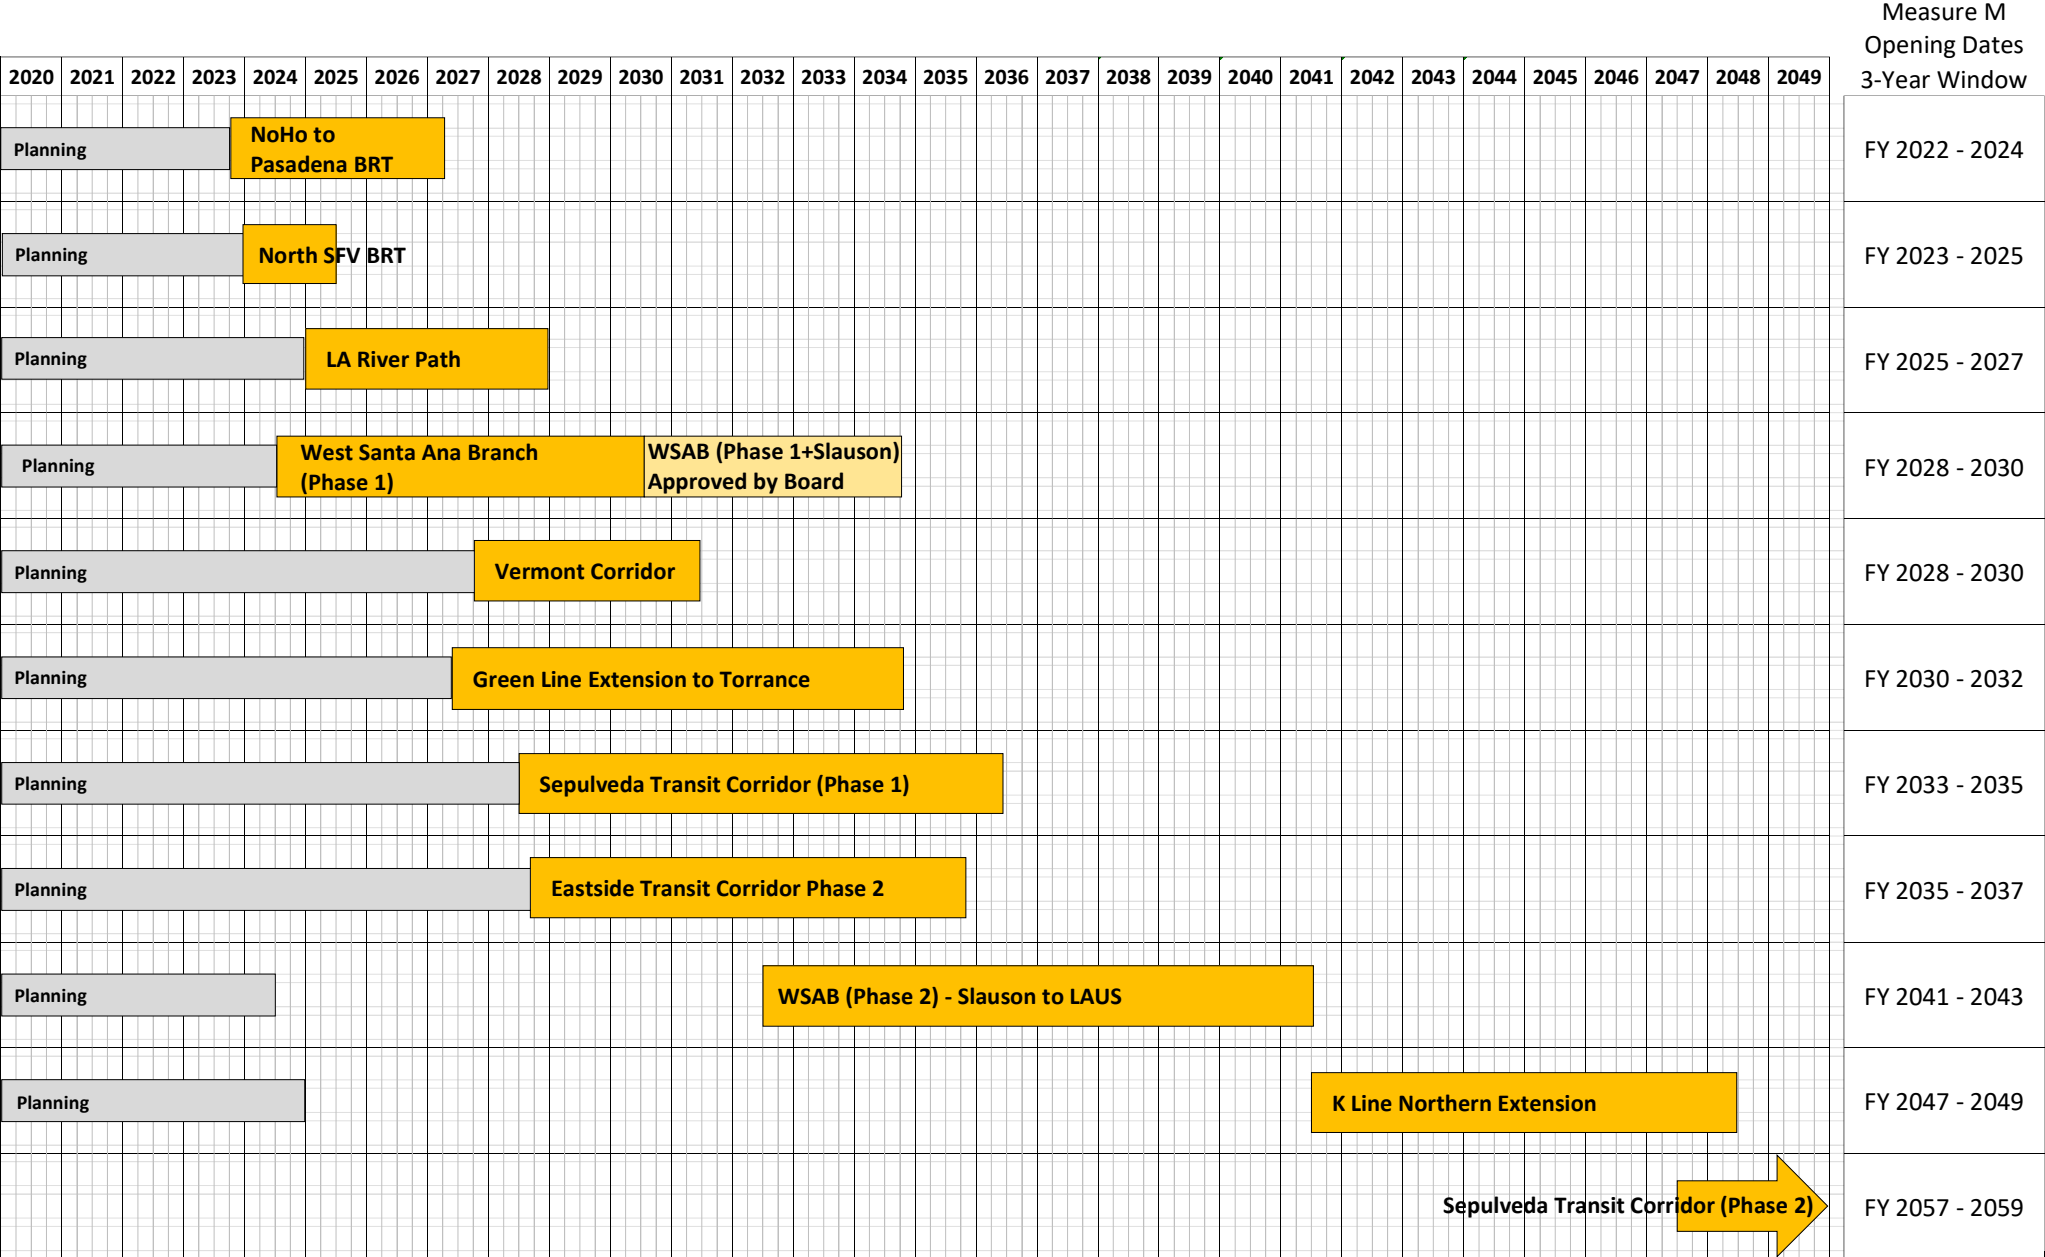 Measure M
Opening Dates
3-Year Window
2020 2021 2022 2023 2024 2025 2026 2027 2028 2029 2030 2031 2032 2033 2034 2035 2036 2037 2038 2039 2040 2041 2042 2043 2044 2045 2046 2047 2048 2049
Planning
NoHo to
Pasadena BRT
FY 2022 - 2024
Planning
North SFV BRT
FY 2023 - 2025
Planning
LA River Path
FY 2025 - 2027
Planning
West Santa Ana Branch
(Phase 1)
WSAB (Phase 1+Slauson)
Approved by Board
FY 2028 - 2030
Planning
Vermont Corridor
FY 2028 - 2030
Planning
Green Line Extension to Torrance
FY 2030 - 2032
Planning
Sepulveda Transit Corridor (Phase 1)
FY 2033 - 2035
Planning
Eastside Transit Corridor Phase 2
FY 2035 - 2037
Planning
WSAB (Phase 2) - Slauson to LAUS
FY 2041 - 2043
Planning
K Line Northern Extension
FY 2047 - 2049
Sepulveda Transit Corridor (Phase 2)
FY 2057 - 2059